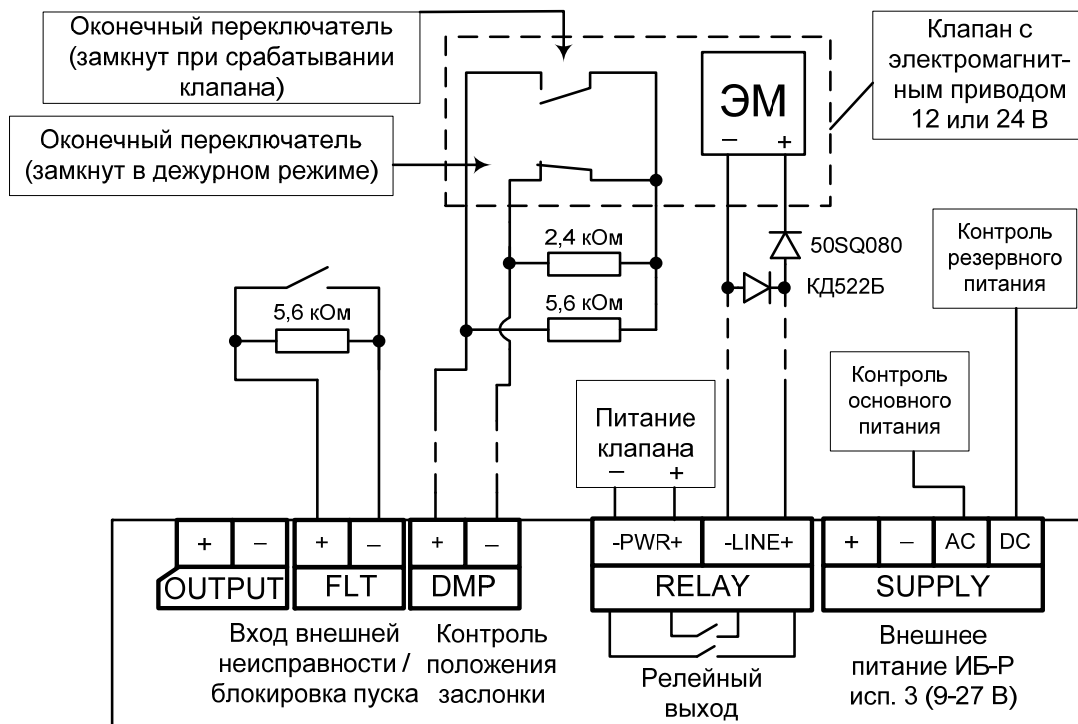 Оконечный переключатель
(замкнут при срабатывании
клапана)
Оконечный переключатель
(замкнут в дежурном режиме)
ЭМ
– +
Клапан с
электромагнит-
ным приводом
12 или 24 В
2,4 кОм
5,6 кОм
5,6 кОм
50SQ080
КД522Б
Контроль
резервного
питания
Контроль
основного
питания
Питание
клапана
– +
+ – + – + – -PWR+ -LINE+ + – AC DC
OUTPUT FLT DMP RELAY SUPPLY
Вход внешней
неисправности /
блокировка пуска
Контроль
положения
заслонки
Релейный
выход
Внешнее
питание ИБ-Р
исп. 3 (9-27 В)